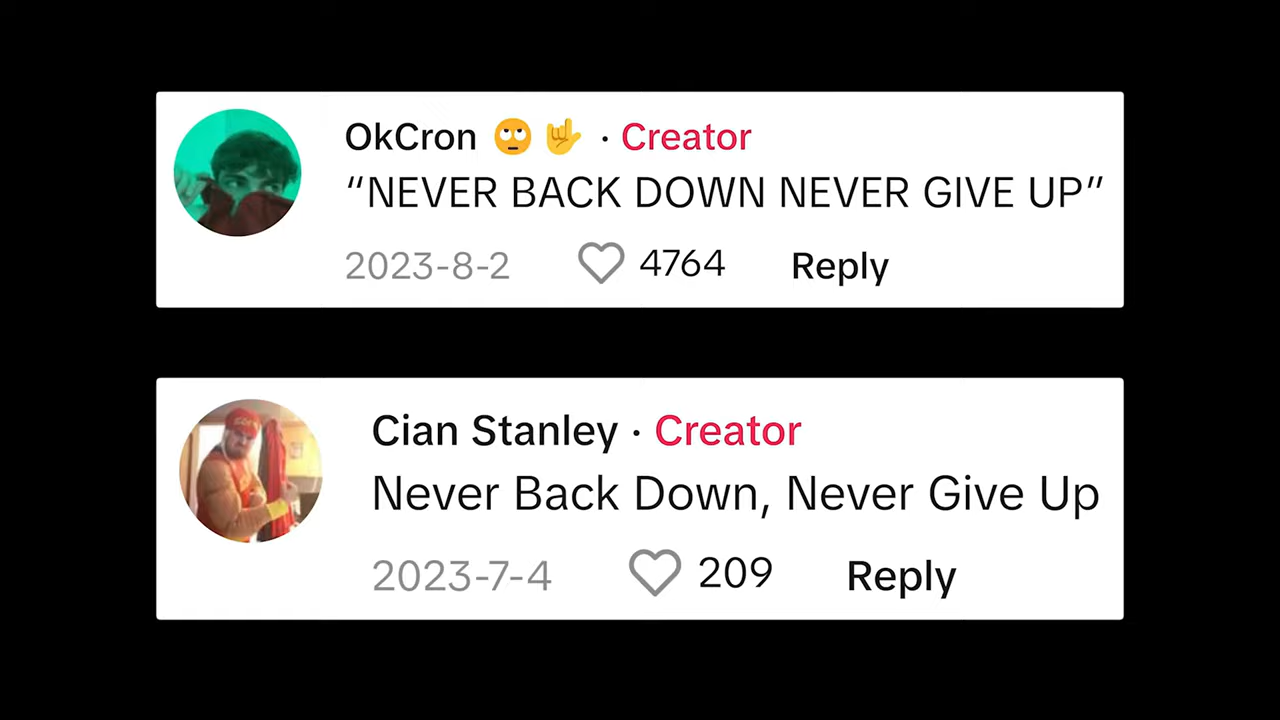 OkCron 🙄🤟 · Creator
“NEVER BACK DOWN NEVER GIVE UP”
2023-8-2 4764 Reply
Cian Stanley · Creator
Never Back Down, Never Give Up
2023-7-4 209 Reply